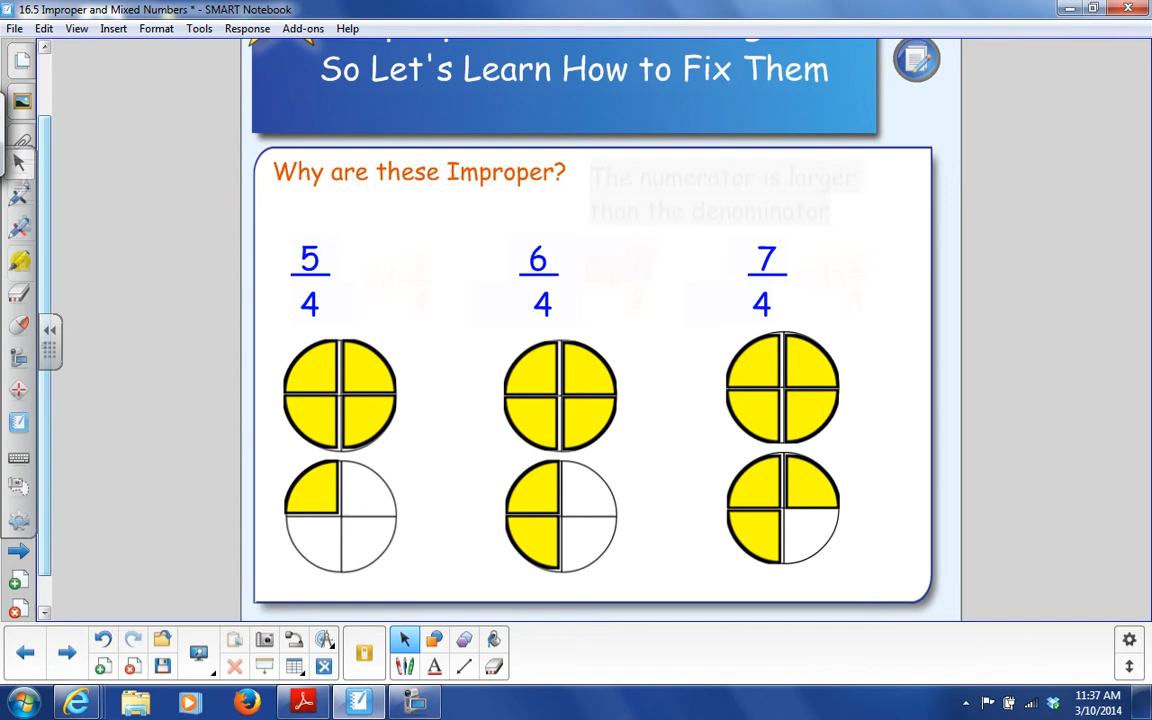 16.5 Improper and Mixed Numbers * - SMART Notebook
File Edit View Insert Format Tools Response Add-ons Help
So Let's Learn How to Fix Them
Why are these Improper?
The numerator is larger
than the denominator
5 6 7
4 4 4
A
11:37 AM
3/10/2014